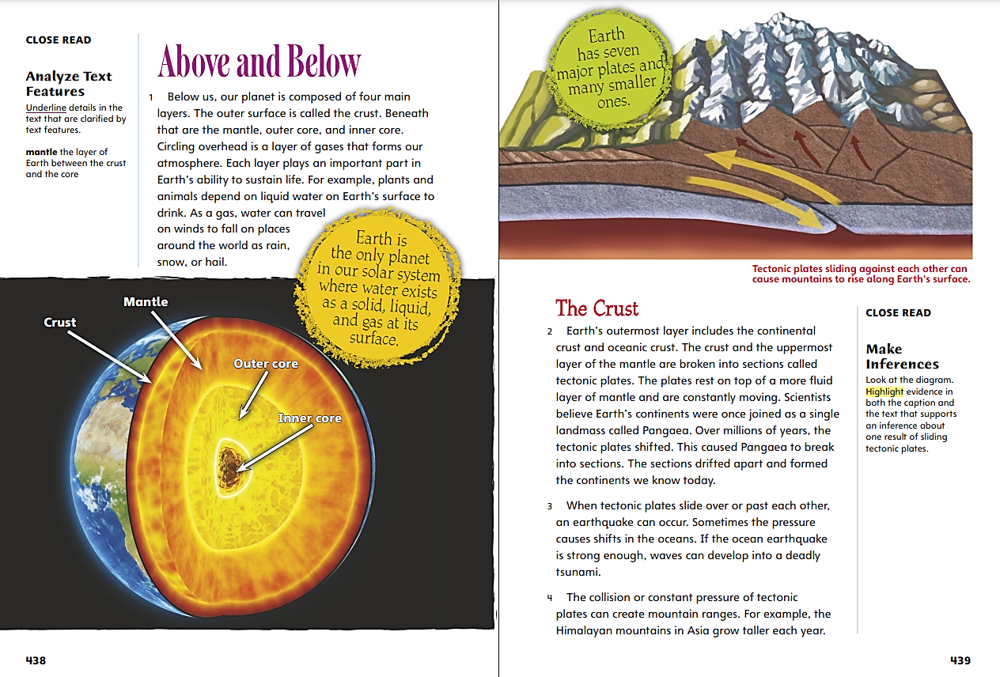 CLOSE READ
Analyze Text
Features
Underline details in the
text that are clarified by
text features.
mantle the layer of
Earth between the crust
and the core
Above and Below
1 Below us, our planet is composed of four main
layers. The outer surface is called the crust. Beneath
that are the mantle, outer core, and inner core.
Circling overhead is a layer of gases that forms our
atmosphere. Each layer plays an important part in
Earth's ability to sustain life. For example, plants and
animals depend on liquid water on Earth's surface to
drink. As a gas, water can travel
on winds to fall on places
around the world as rain,
snow, or hail.
Earth is
the only planet
in our solar system
where water exists
as a solid, liquid,
and gas at its
surface.
Mantle
Crust
Outer core
Inner core
438
Earth
has seven
major plates and
many smaller
ones.
Tectonic plates sliding against each other can
cause mountains to rise along Earth's surface.
The Crust
2 Earth's outermost layer includes the continental
crust and oceanic crust. The crust and the uppermost
layer of the mantle are broken into sections called
tectonic plates. The plates rest on top of a more fluid
layer of mantle and are constantly moving. Scientists
believe Earth's continents were once joined as a single
landmass called Pangaea. Over millions of years, the
tectonic plates shifted. This caused Pangaea to break
into sections. The sections drifted apart and formed
the continents we know today.
3 When tectonic plates slide over or past each other,
an earthquake can occur. Sometimes the pressure
causes shifts in the oceans. If the ocean earthquake
is strong enough, waves can develop into a deadly
tsunami.
4 The collision or constant pressure of tectonic
plates can create mountain ranges. For example, the
Himalayan mountains in Asia grow taller each year.
CLOSE READ
Make
Inferences
Look at the diagram.
Highlight evidence in
both the caption and
the text that supports
an inference about
one result of sliding
tectonic plates.
439